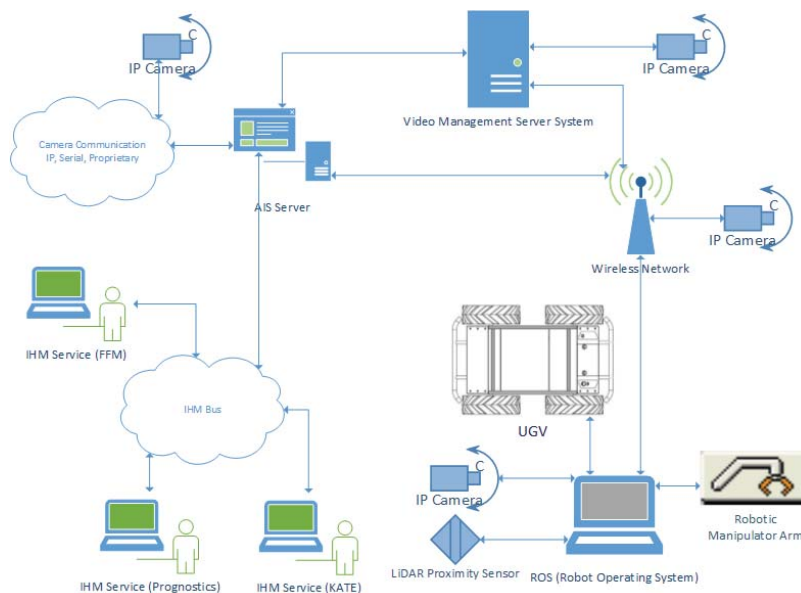 C
IP Camera
C
IP Camera
Video Management Server System
Camera Communication
IP, Serial, Proprietary
AIS Server
C
IP Camera
Wireless Network
IHM Service (FFM)
IHM Bus
UGV
C
IP Camera
Robotic
Manipulator Arm
LiDAR Proximity Sensor
ROS (Robot Operating System)
IHM Service (Prognostics)
IHM Service (KATE)